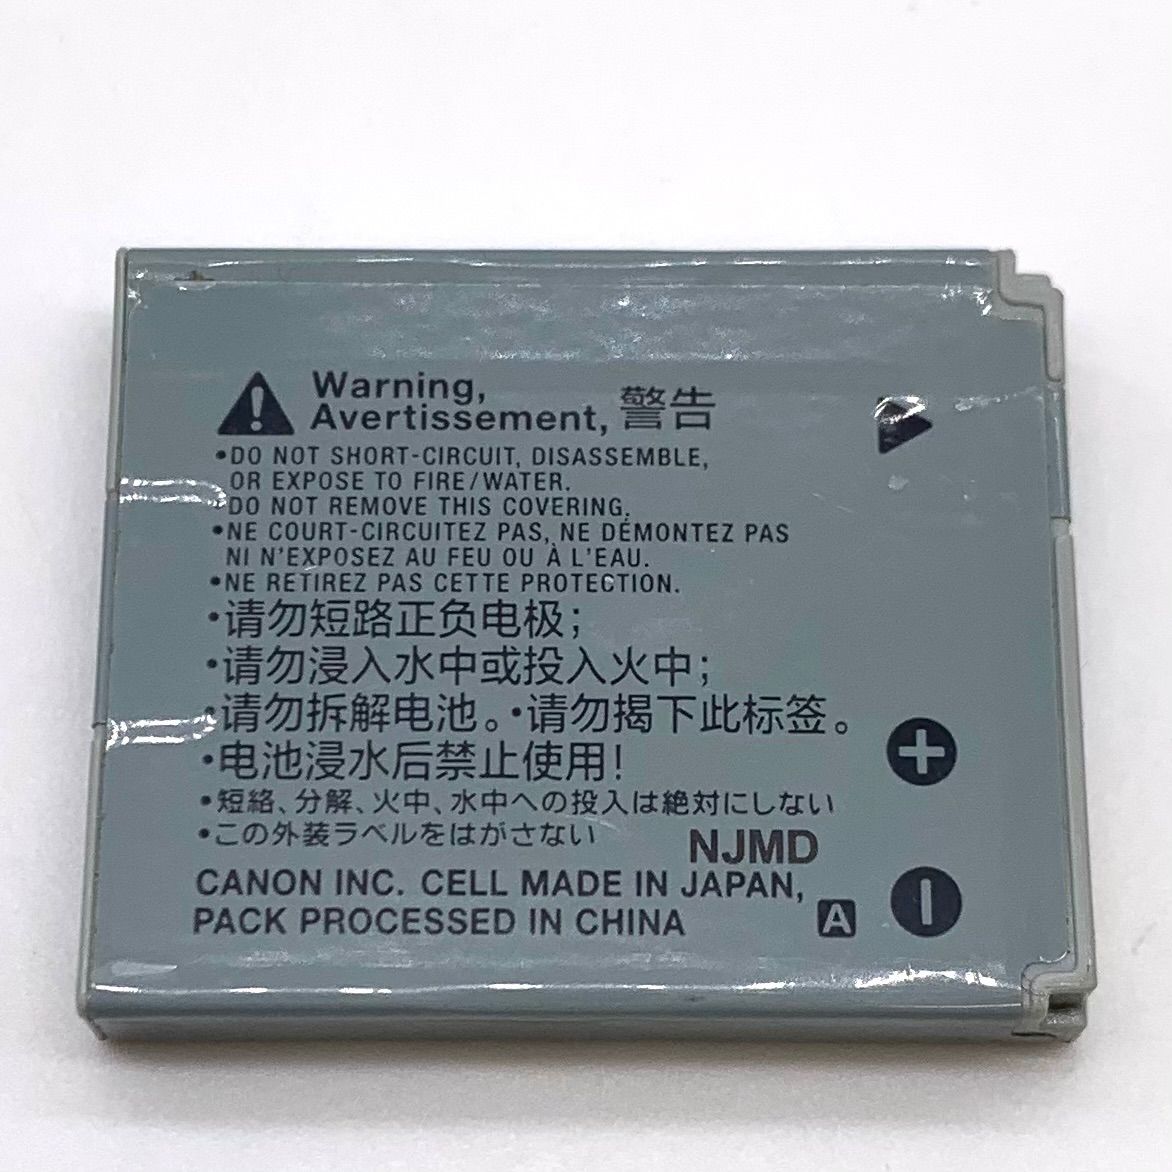 Warning,
Avertissement, 警告
•DO NOT SHORT-CIRCUIT, DISASSEMBLE,
OR EXPOSE TO FIRE/WATER.
•DO NOT REMOVE THIS COVERING.
•NE COURT-CIRCUITEZ PAS, NE DÉMONTEZ PAS
NI N'EXPOSEZ AU FEU OU À L'EAU.
•NE RETIREZ PAS CETTE PROTECTION.
•请勿短路正负电极；
•请勿浸入水中或投入火中；
•请勿拆解电池。•请勿揭下此标签。
•电池浸水后禁止使用！
•短絡、分解、火中、水中への投入は絶対にしない
•この外装ラベルをはがさない
NJMD
CANON INC. CELL MADE IN JAPAN,
PACK PROCESSED IN CHINA
A